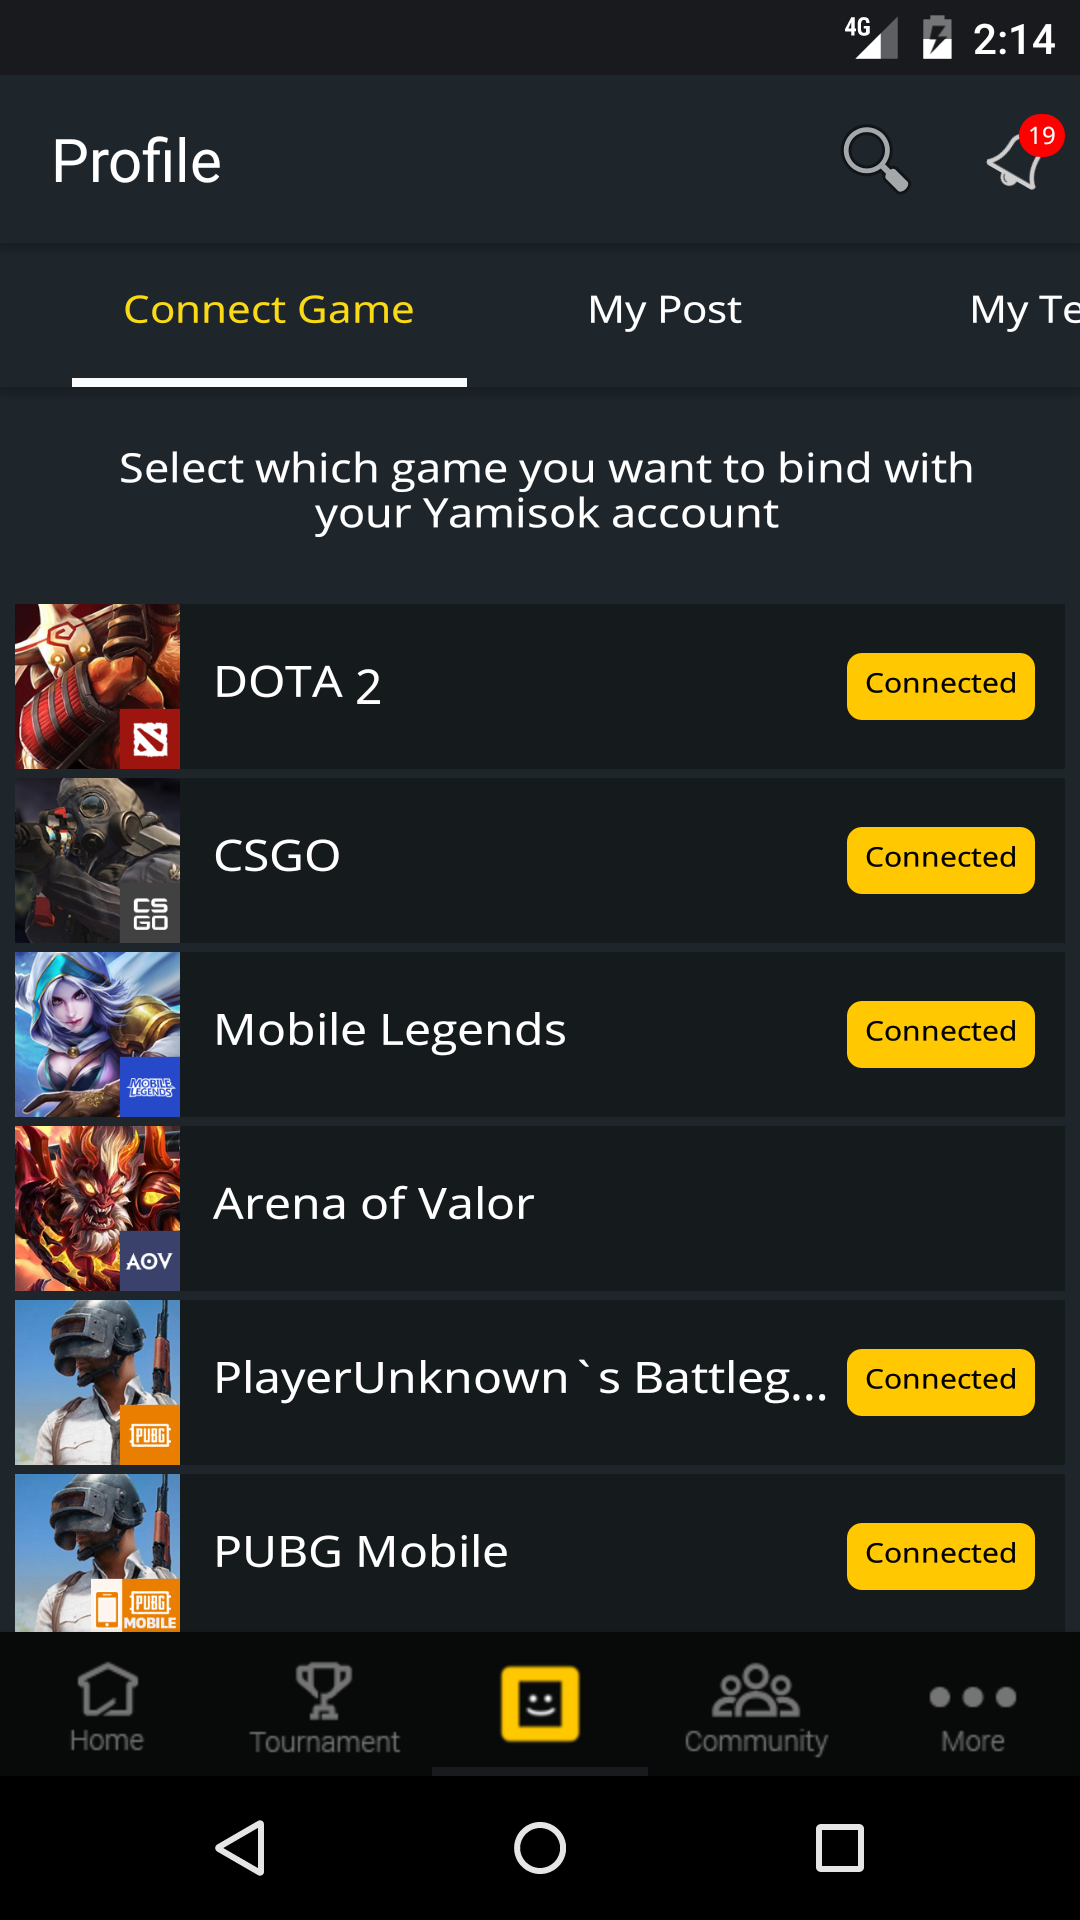 4G 2:14
Profile
19
Connect Game My Post My Te
Select which game you want to bind with
your Yamisok account
DOTA 2
Connected
CS
GO
CSGO
Connected
MOBILE
LEGENDS
Mobile Legends
Connected
AOV
Arena of Valor
PUBG
PlayerUnknown`s Battleg...
Connected
PUBG
MOBILE
PUBG Mobile
Connected
Home Tournament Community More